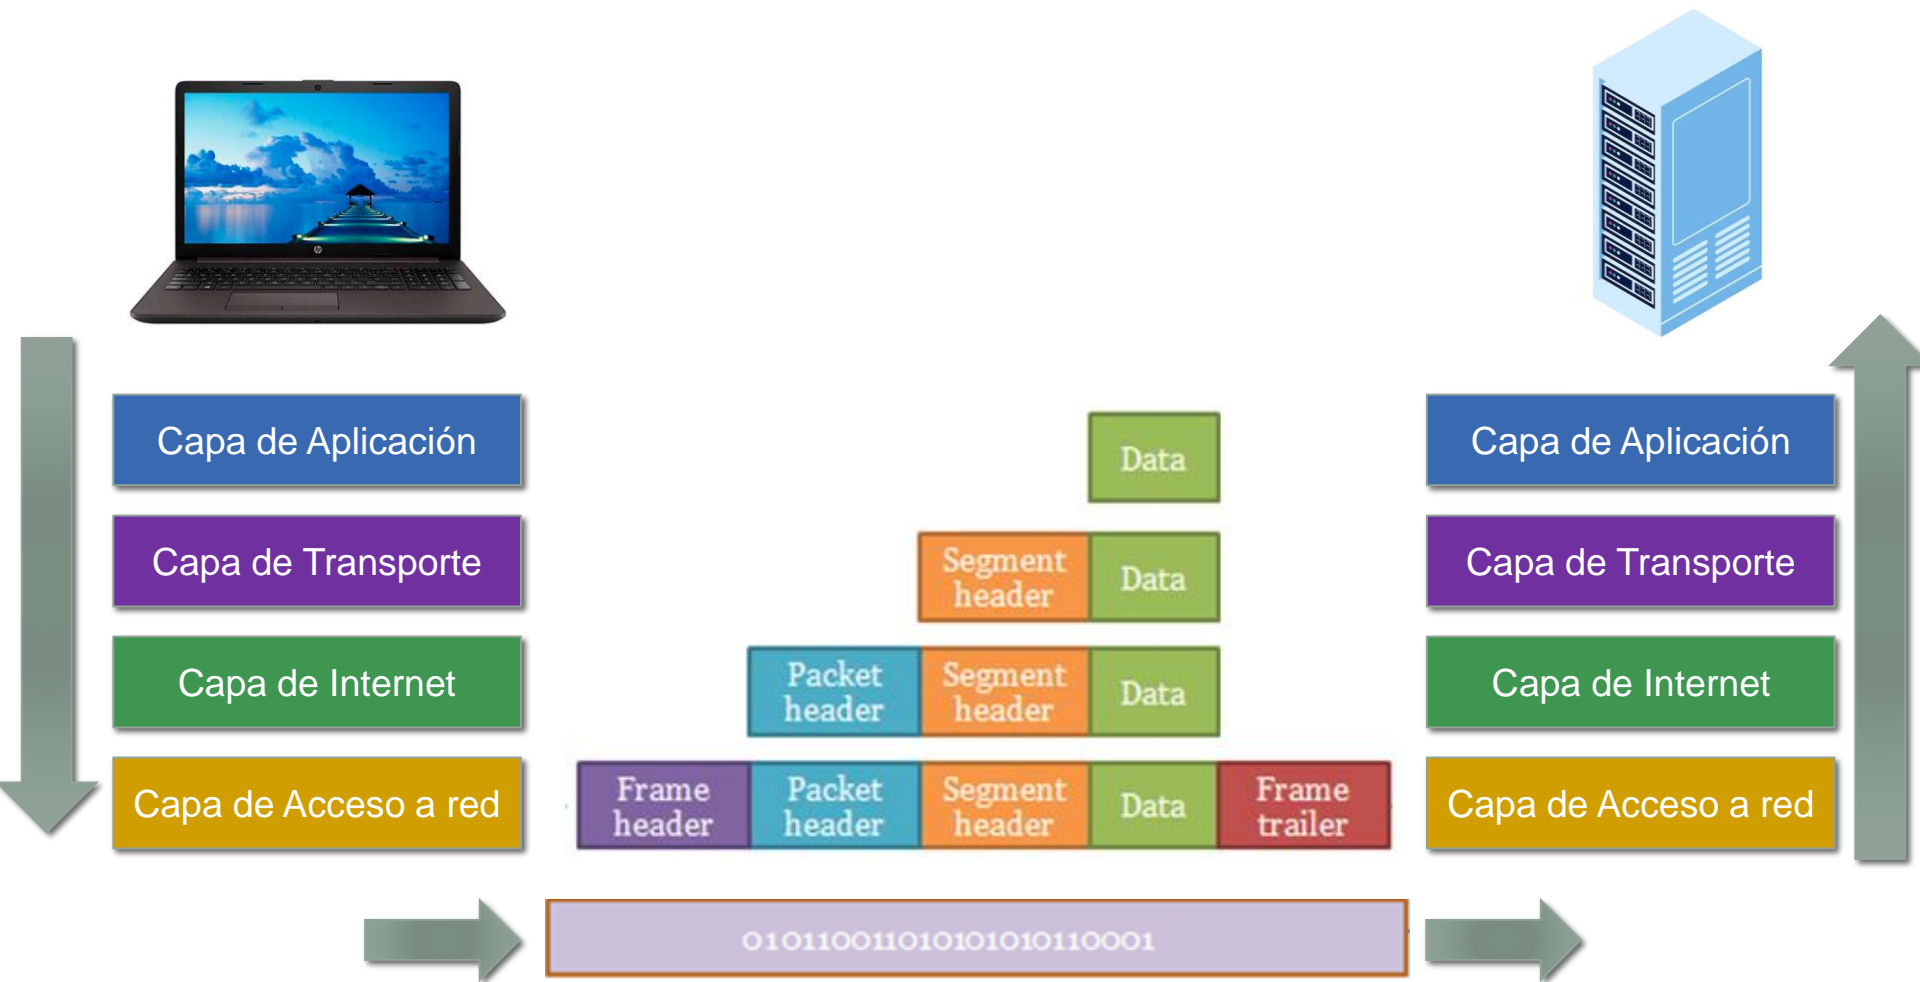 Capa de Aplicación
Data
Capa de Aplicación
Capa de Transporte
Segment
header
Data
Capa de Transporte
Capa de Internet
Packet
header
Segment
header
Data
Capa de Internet
Capa de Acceso a red
Frame
header
Packet
header
Segment
header
Data
Frame
trailer
Capa de Acceso a red
0101100110101010110001